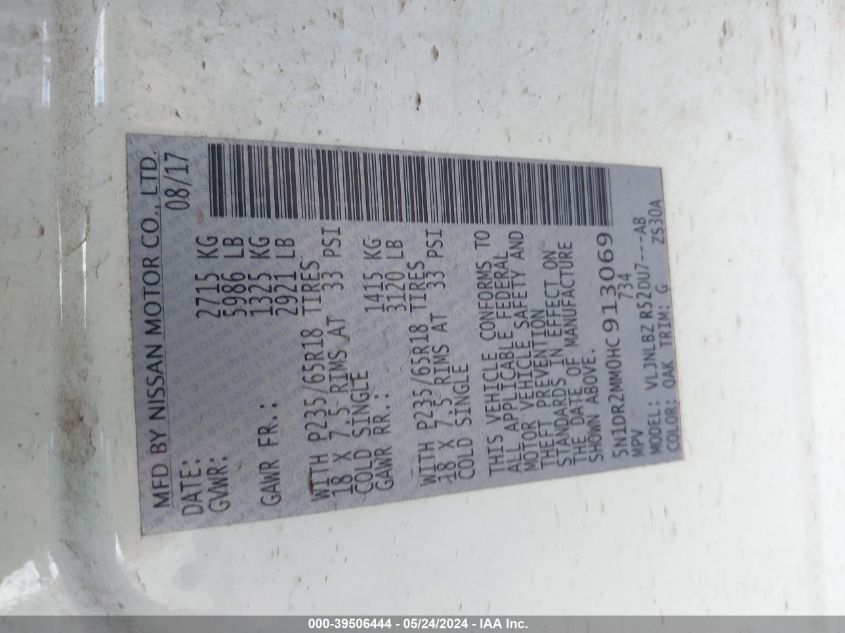 MFD BY NISSAN MOTOR CO., LTD.
DATE: 08/17
GVWR: 2715 KG
5986 LB
GAWR FR.: 1325 KG
2921 LB
WITH P235/65R18 TIRES
18 X 7.5 RIMS AT 33 PSI
COLD SINGLE
GAWR RR.: 1415 KG
3120 LB
WITH P235/65R18 TIRES
18 X 7.5 RIMS AT 33 PSI
COLD SINGLE
THIS VEHICLE CONFORMS TO
ALL APPLICABLE FEDERAL
MOTOR VEHICLE SAFETY AND
THEFT PREVENTION
STANDARDS IN EFFECT ON
THE DATE OF MANUFACTURE
SHOWN ABOVE.
5N1DR2MM0HC913069
MPV 734
MODEL: VLJNLBZ R52DU7---AB
COLOR: QAK TRIM: G ZS30A
000-39506444 - 05/24/2024 - IAA Inc.